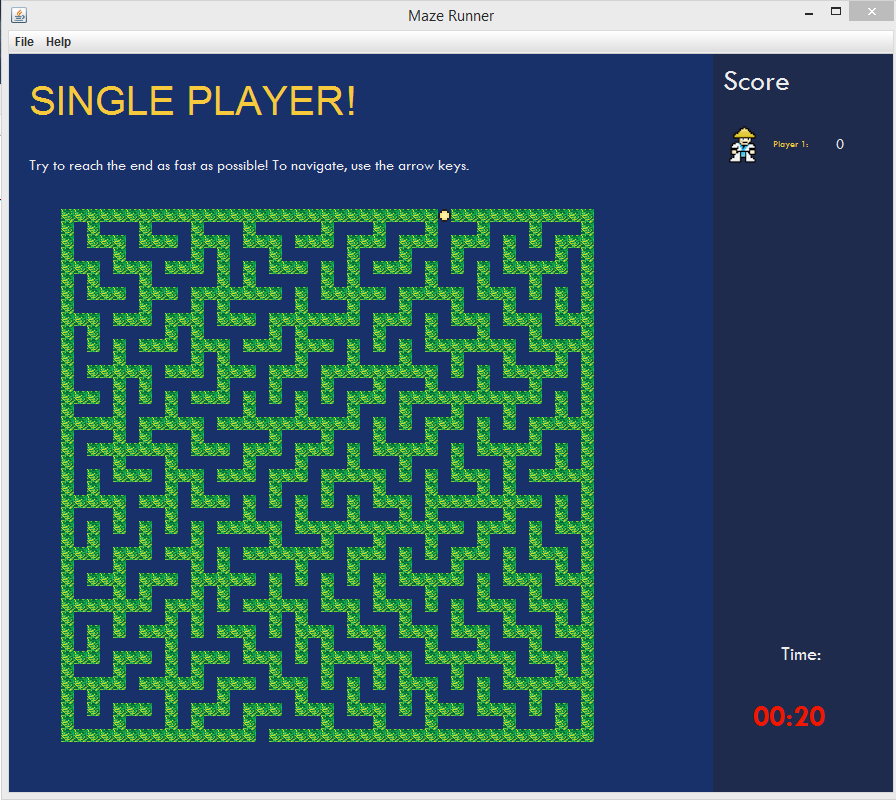 Maze Runner
File Help
SINGLE PLAYER!
Try to reach the end as fast as possible! To navigate, use the arrow keys.
Score
Player 1: 0
Time:
00:20